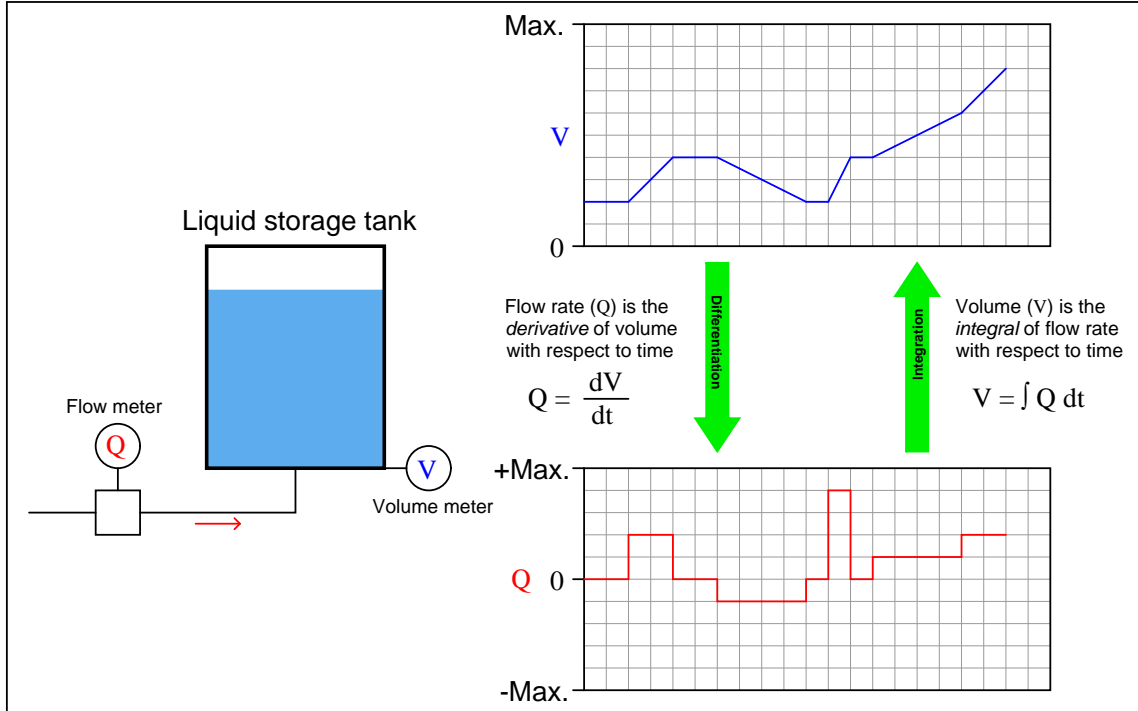 Max.
V
0
Liquid storage tank
Flow meter
Q
V
Volume meter
Flow rate (Q) is the
derivative of volume
with respect to time
Q = dV
dt
Differentiation
Integration
Volume (V) is the
integral of flow rate
with respect to time
V = ∫ Q dt
+Max.
Q 0
-Max.